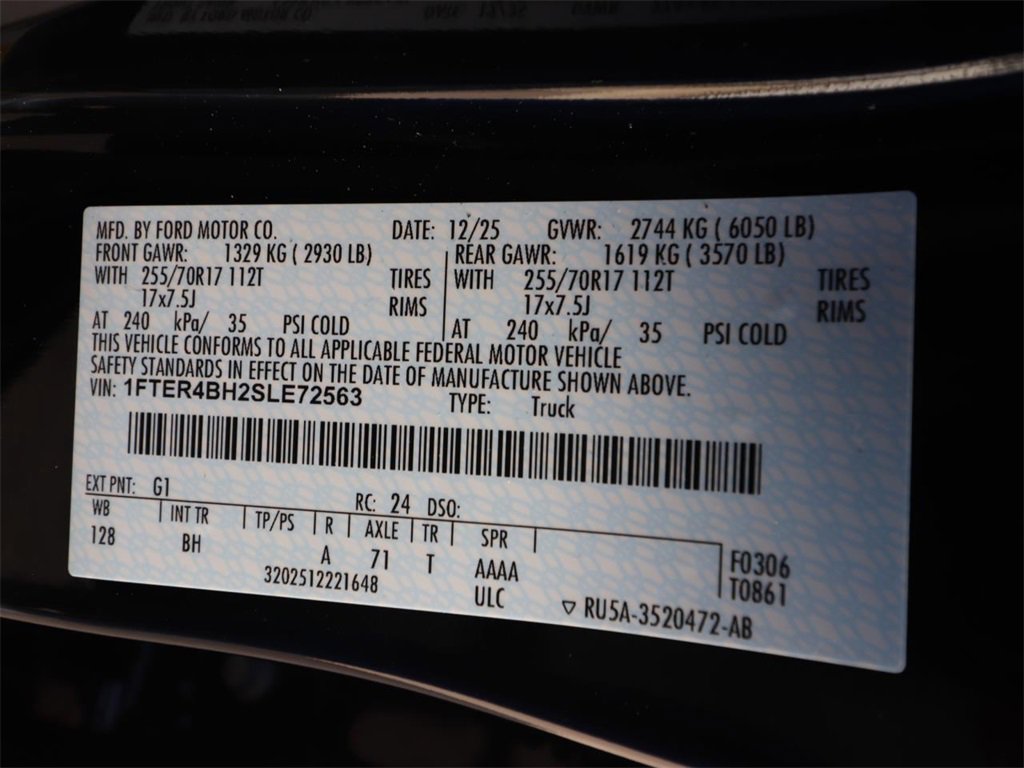 MFD. BY FORD MOTOR CO. DATE: 12/25 GVWR: 2744 KG ( 6050 LB)
FRONT GAWR: 1329 KG ( 2930 LB) REAR GAWR: 1619 KG ( 3570 LB)
WITH 255/70R17 112T TIRES WITH 255/70R17 112T TIRES
17x7.5J RIMS 17x7.5J RIMS
AT 240 kPa/ 35 PSI COLD AT 240 kPa/ 35 PSI COLD
THIS VEHICLE CONFORMS TO ALL APPLICABLE FEDERAL MOTOR VEHICLE
SAFETY STANDARDS IN EFFECT ON THE DATE OF MANUFACTURE SHOWN ABOVE.
VIN: 1FTER4BH2SLE72563 TYPE: Truck
EXT PNT: G1 RC: 24 DSO:
WB INT TR TP/PS R AXLE TR SPR
128 BH A 71 T AAAA F0306
3202512221648 ULC T0861
▽ RU5A-3520472-AB